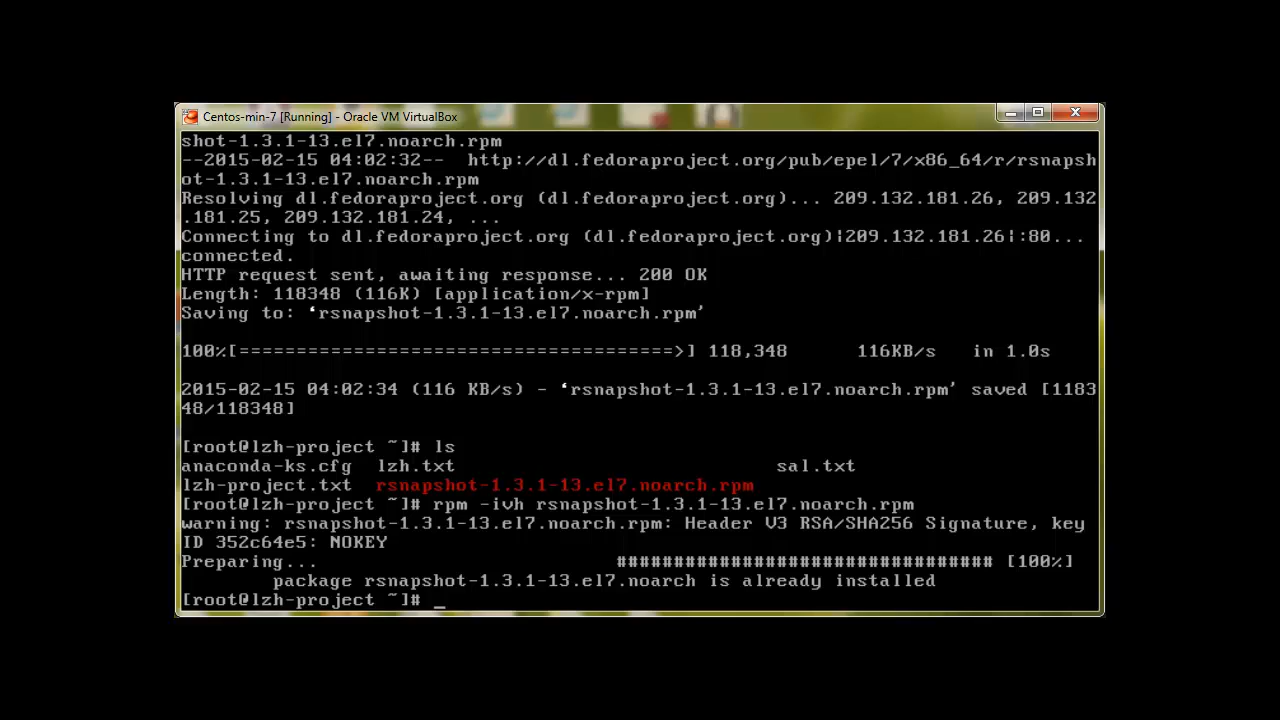 Centos-min-7 [Running] - Oracle VM VirtualBox
shot-1.3.1-13.el7.noarch.rpm
--2015-02-15 04:02:32--  http://dl.fedoraproject.org/pub/epel/7/x86_64/r/rsnapsh
ot-1.3.1-13.el7.noarch.rpm
Resolving dl.fedoraproject.org (dl.fedoraproject.org)... 209.132.181.26, 209.132
.181.25, 209.132.181.24, ...
Connecting to dl.fedoraproject.org (dl.fedoraproject.org)|209.132.181.26|:80...
connected.
HTTP request sent, awaiting response... 200 OK
Length: 118348 (116K) [application/x-rpm]
Saving to: ‘rsnapshot-1.3.1-13.el7.noarch.rpm’
100%[======================================>] 118,348      116KB/s   in 1.0s
2015-02-15 04:02:34 (116 KB/s) - ‘rsnapshot-1.3.1-13.el7.noarch.rpm’ saved [1183
48/118348]
[root@lzh-project ~]# ls
anaconda-ks.cfg  lzh.txt                            sal.txt
lzh-project.txt  rsnapshot-1.3.1-13.el7.noarch.rpm
[root@lzh-project ~]# rpm -ivh rsnapshot-1.3.1-13.el7.noarch.rpm
warning: rsnapshot-1.3.1-13.el7.noarch.rpm: Header V3 RSA/SHA256 Signature, key
ID 352c64e5: NOKEY
Preparing...                          ################################# [100%]
        package rsnapshot-1.3.1-13.el7.noarch is already installed
[root@lzh-project ~]# _